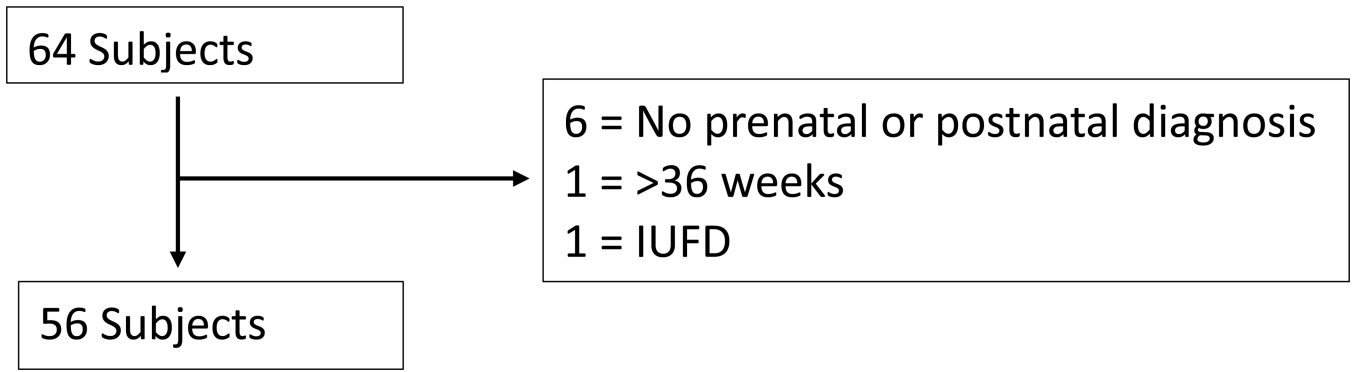 64 Subjects
6 = No prenatal or postnatal diagnosis
1 = >36 weeks
1 = IUFD
56 Subjects